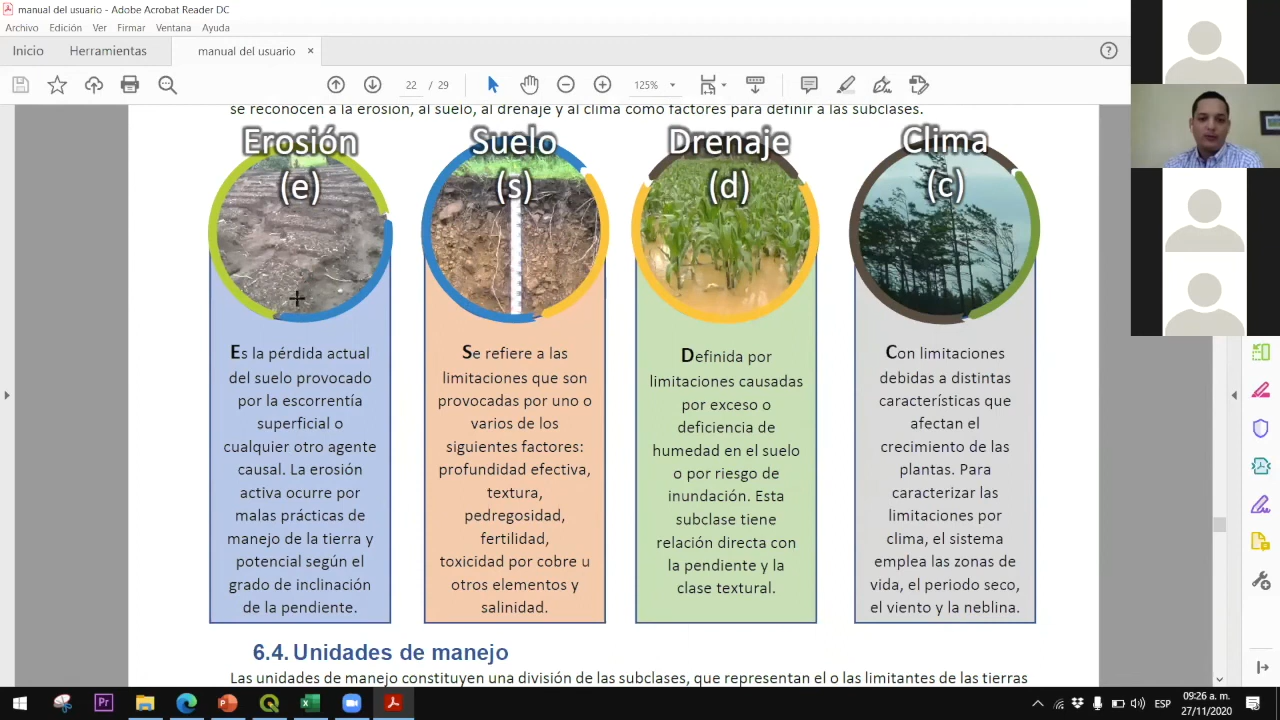 manual del usuario - Adobe Acrobat Reader DC
Archivo Edición Ver Firmar Ventana Ayuda
Inicio Herramientas manual del usuario ×
22 / 29 125%
se reconocen a la erosión, al suelo, al drenaje y al clima como factores para definir a las subclases.
Erosión
(e)
Es la pérdida actual
del suelo provocado
por la escorrentía
superficial o
cualquier otro agente
causal. La erosión
activa ocurre por
malas prácticas de
manejo de la tierra y
potencial según el
grado de inclinación
de la pendiente.
Suelo
(s)
Se refiere a las
limitaciones que son
provocadas por uno o
varios de los
siguientes factores:
profundidad efectiva,
textura,
pedregosidad,
fertilidad,
toxicidad por cobre u
otros elementos y
salinidad.
Drenaje
(d)
Definida por
limitaciones causadas
por exceso o
deficiencia de
humedad en el suelo
o por riesgo de
inundación. Esta
subclase tiene
relación directa con
la pendiente y la
clase textural.
Clima
(c)
Con limitaciones
debidas a distintas
características que
afectan el
crecimiento de las
plantas. Para
caracterizar las
limitaciones por
clima, el sistema
emplea las zonas de
vida, el periodo seco,
el viento y la neblina.
6.4. Unidades de manejo
Las unidades de manejo constituyen una división de las subclases, que representan el o las limitantes de las tierras
Pr
ESP
09:26 a. m.
27/11/2020